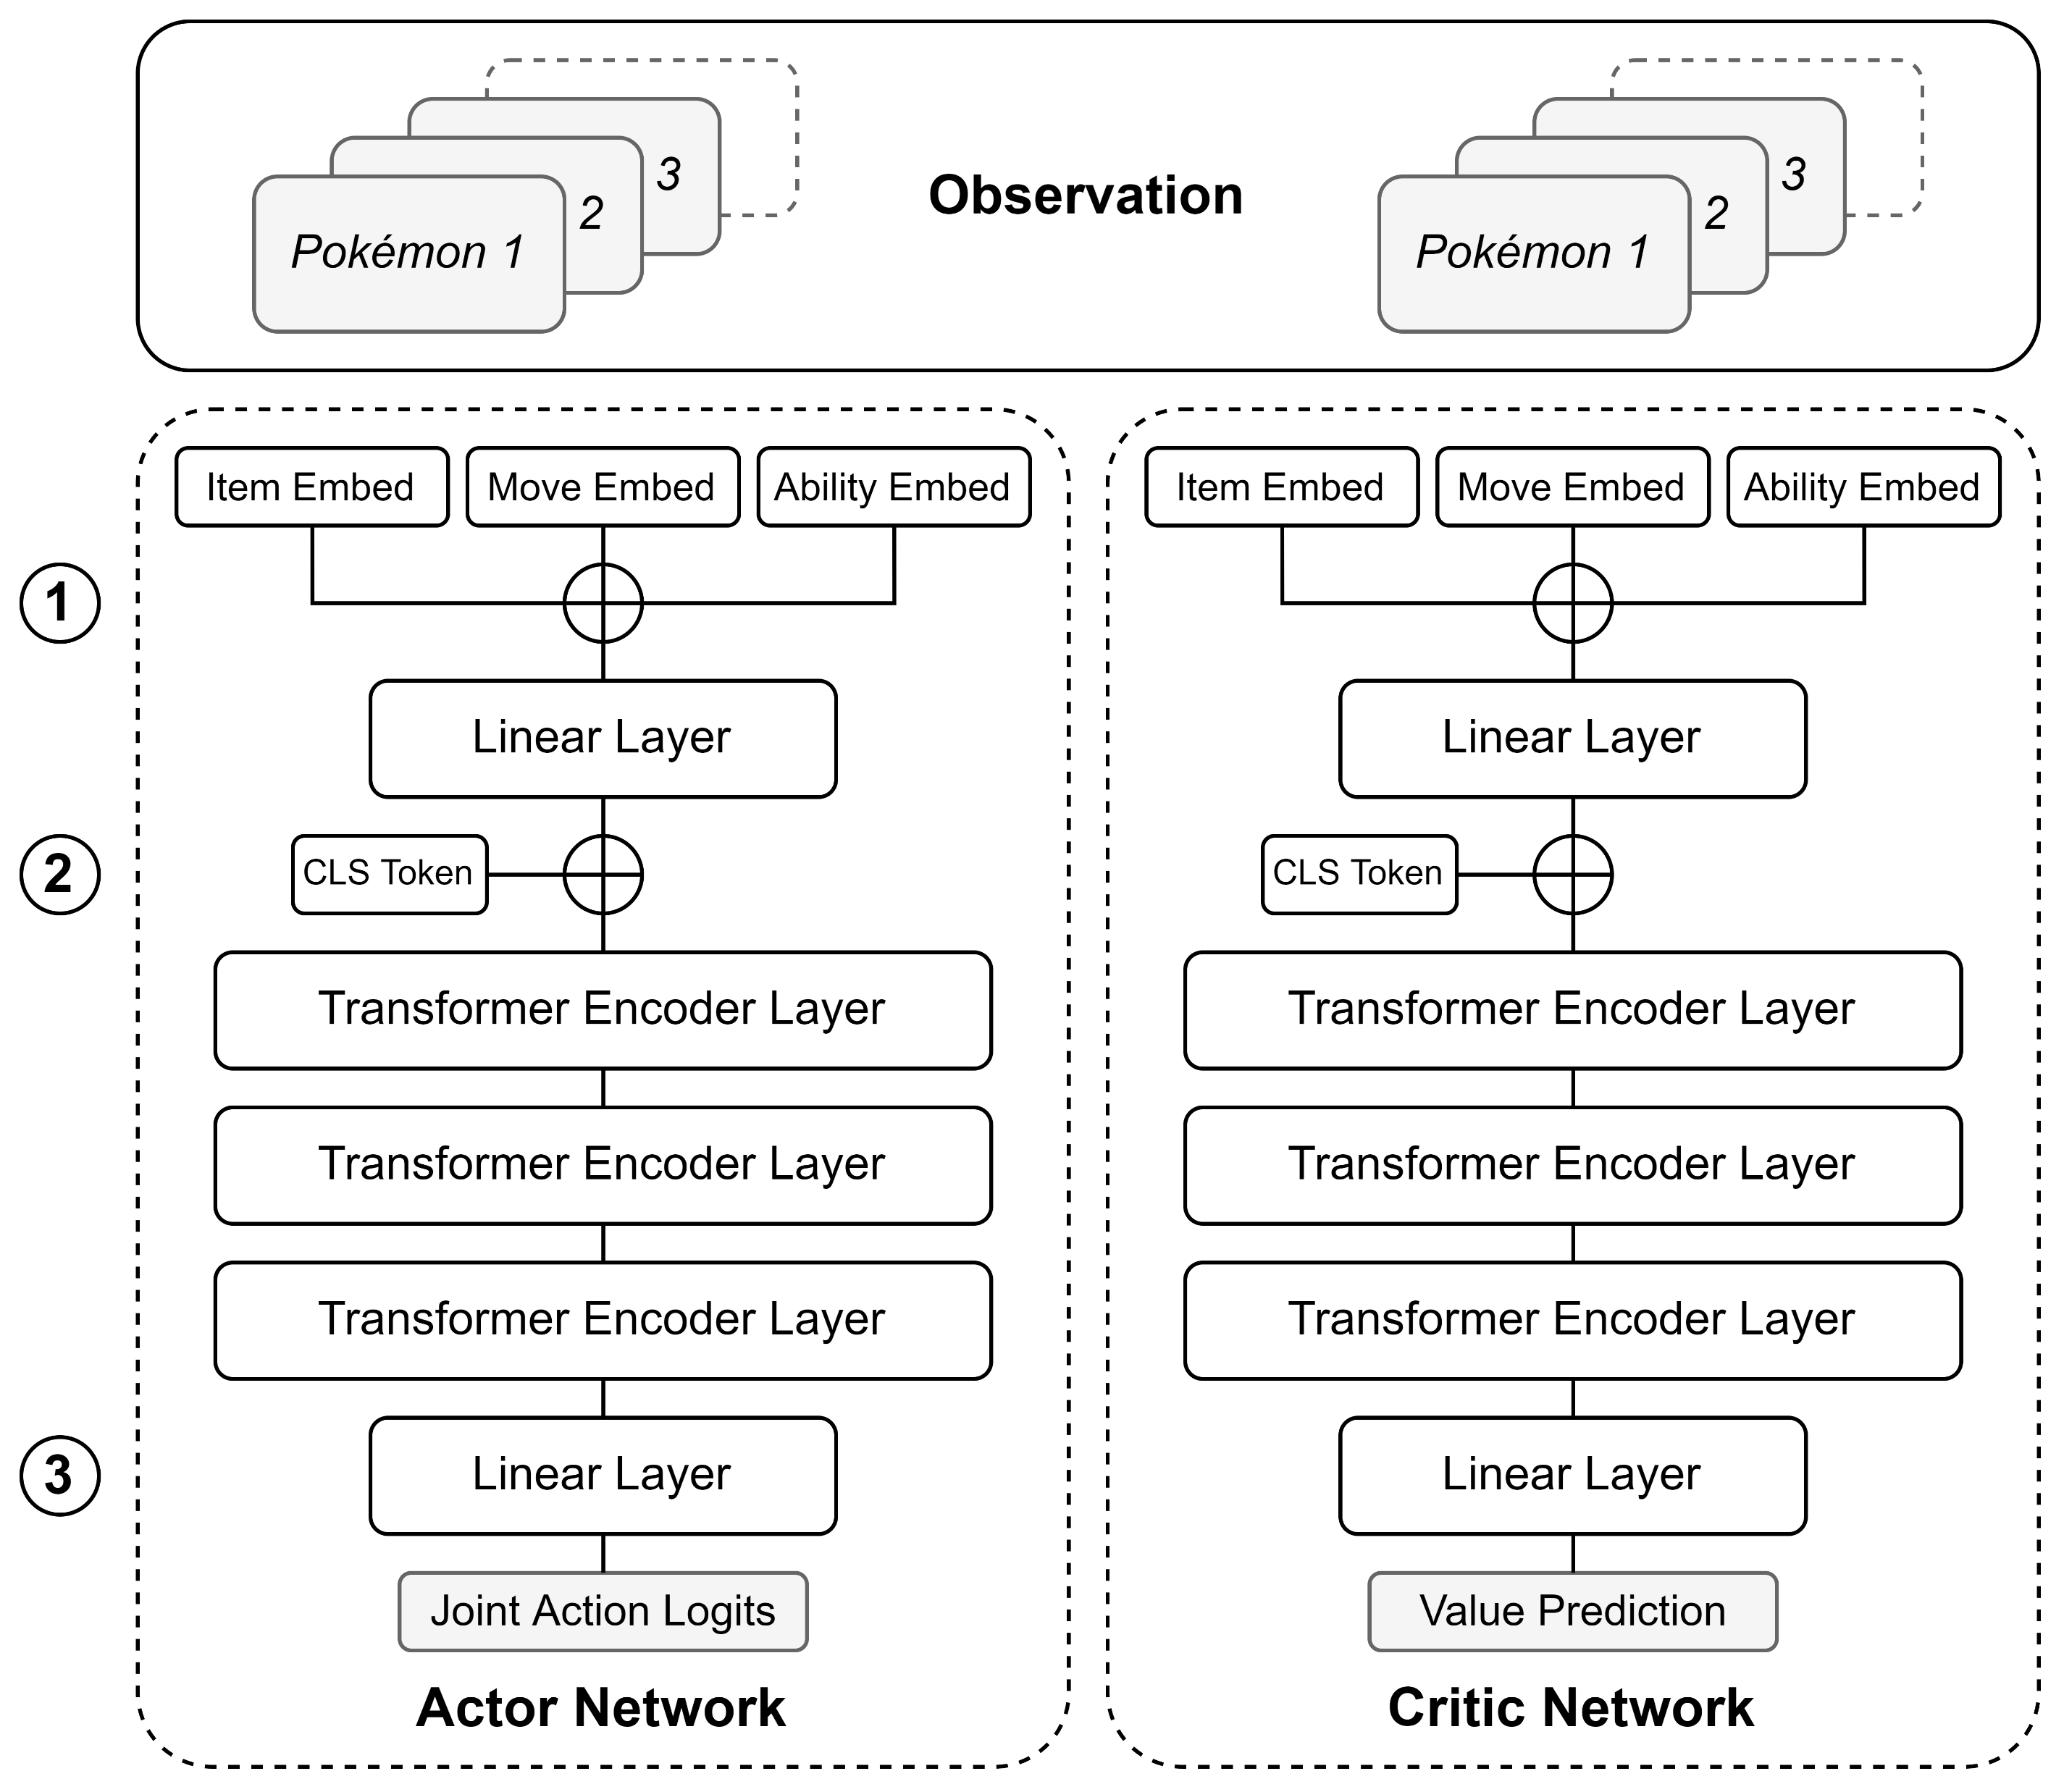 Observation
Pokémon 1
2
3
Pokémon 1
2
3
1
2
3
Item Embed
Move Embed
Ability Embed
Linear Layer
CLS Token
Transformer Encoder Layer
Transformer Encoder Layer
Transformer Encoder Layer
Linear Layer
Joint Action Logits
Actor Network
Item Embed
Move Embed
Ability Embed
Linear Layer
CLS Token
Transformer Encoder Layer
Transformer Encoder Layer
Transformer Encoder Layer
Linear Layer
Value Prediction
Critic Network